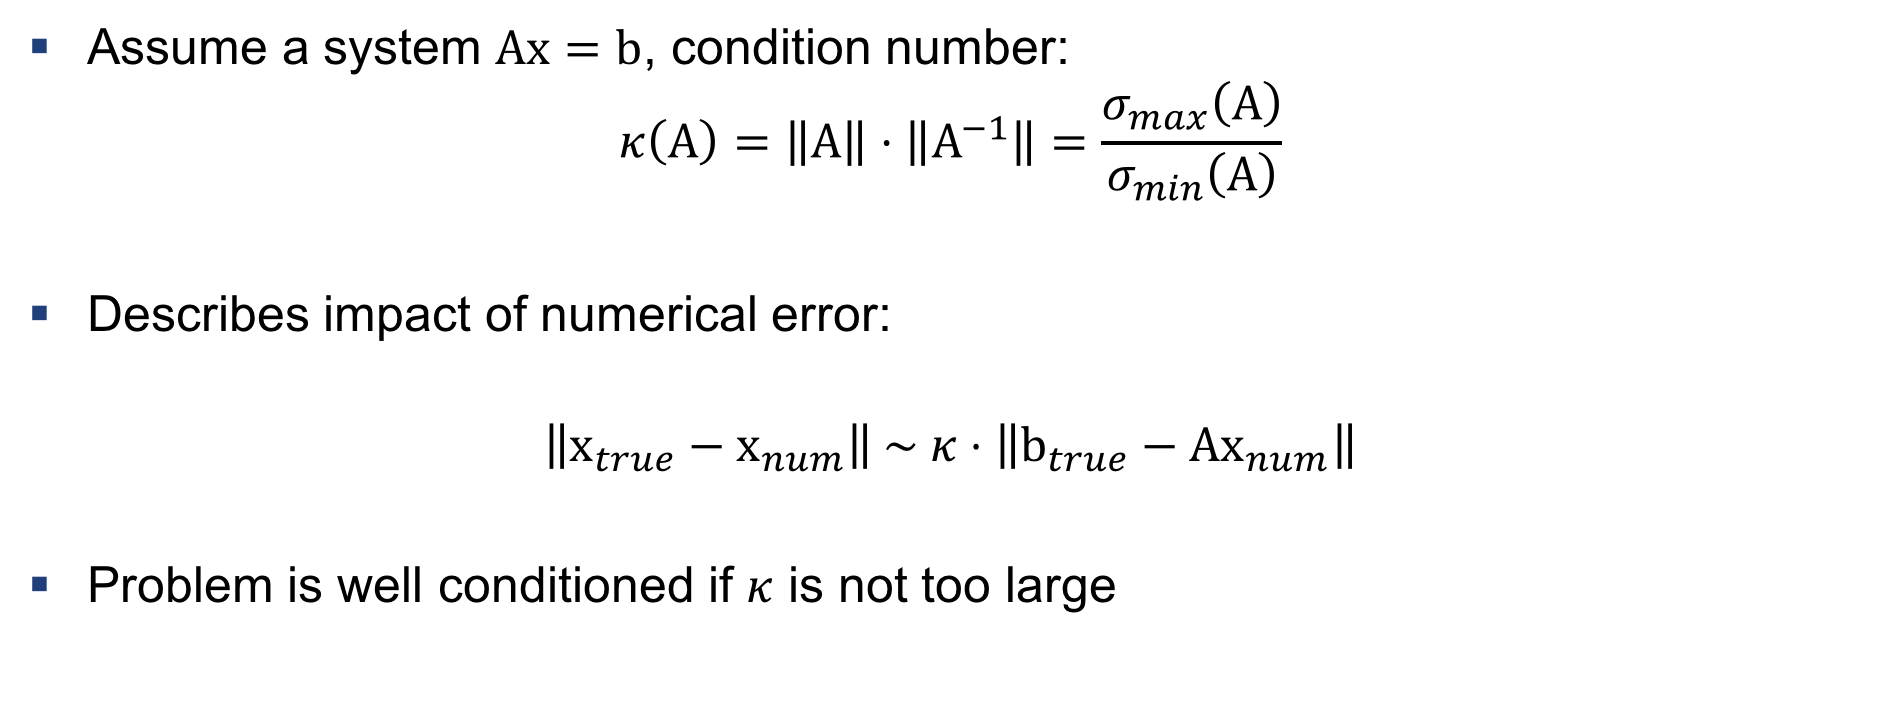 ▪ Assume a system Ax = b, condition number:
κ(A) = ‖A‖ · ‖A⁻¹‖ = σ_max(A) / σ_min(A)
▪ Describes impact of numerical error:
‖x_true − x_num‖ ~ κ · ‖b_true − Ax_num‖
▪ Problem is well conditioned if κ is not too large